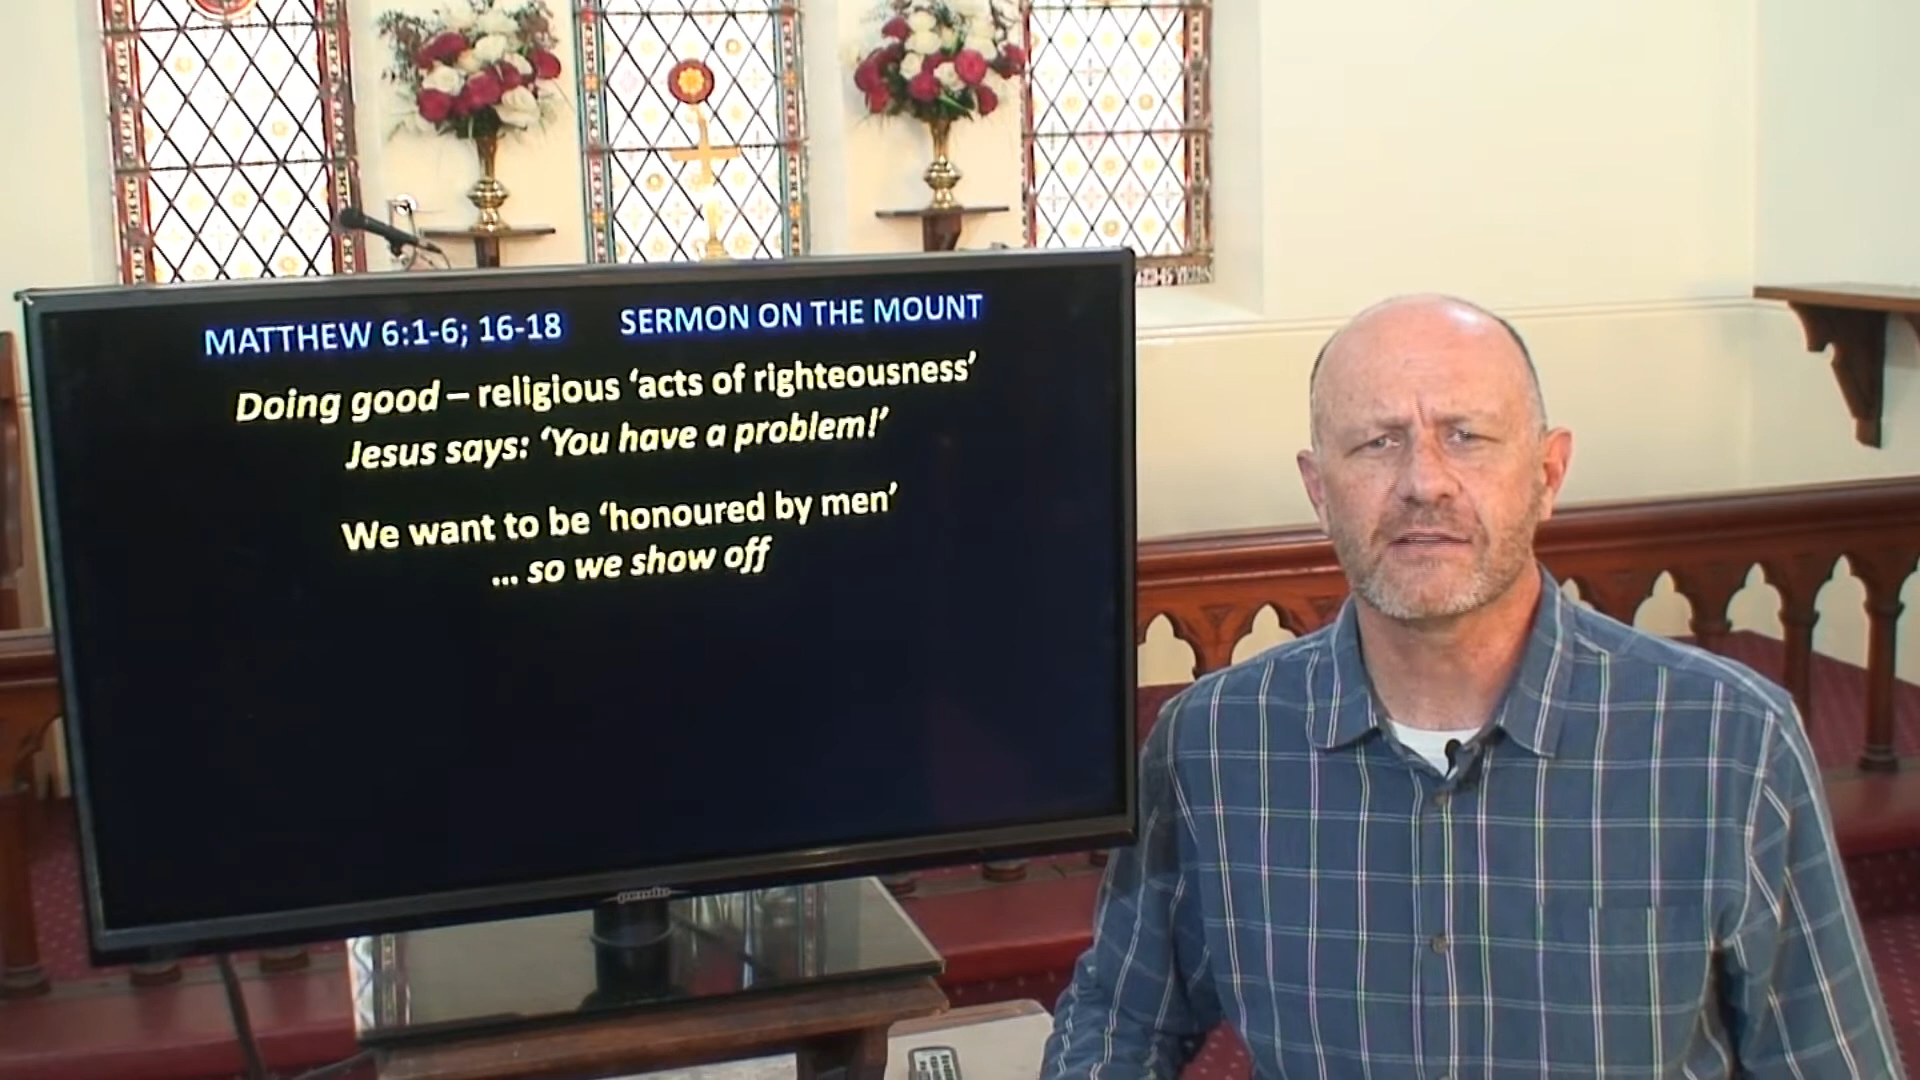 MATTHEW 6:1-6; 16-18 SERMON ON THE MOUNT
Doing good – religious ‘acts of righteousness’
Jesus says: ‘You have a problem!’
We want to be ‘honoured by men’
... so we show off
pendo